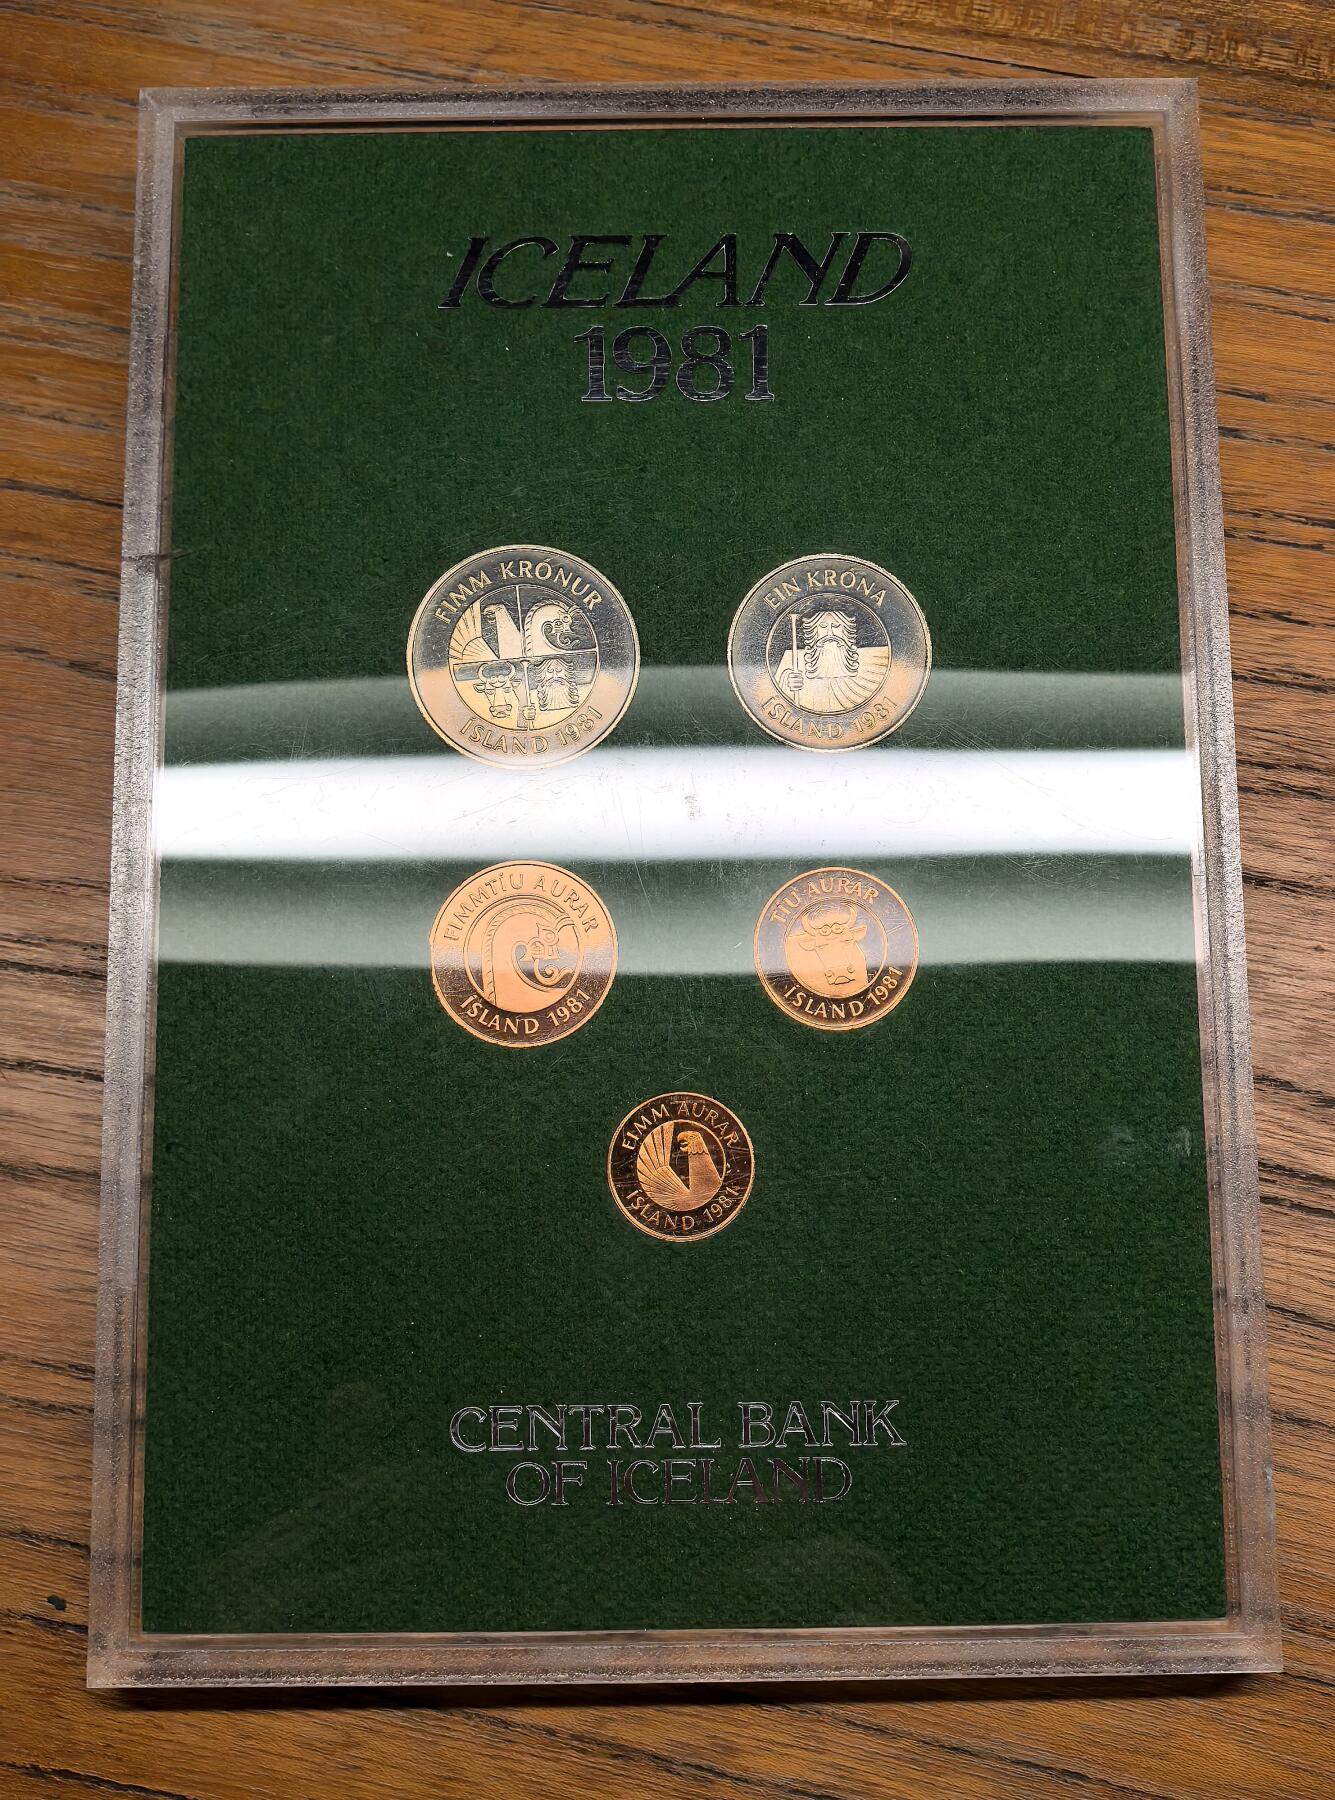 ICELAND
1981
FIMM KRÓNUR
ÍSLAND 1981
EIN KRÓNA
ÍSLAND 1981
FIMMTÍU AURAR
ÍSLAND 1981
TÍU AURAR
ÍSLAND 1981
FIMM AURAR
ÍSLAND 1981
CENTRAL BANK
OF ICELAND